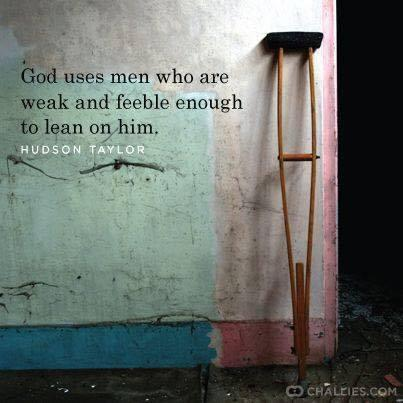 God uses men who are
weak and feeble enough
to lean on him.
HUDSON TAYLOR
CHALLIES.COM